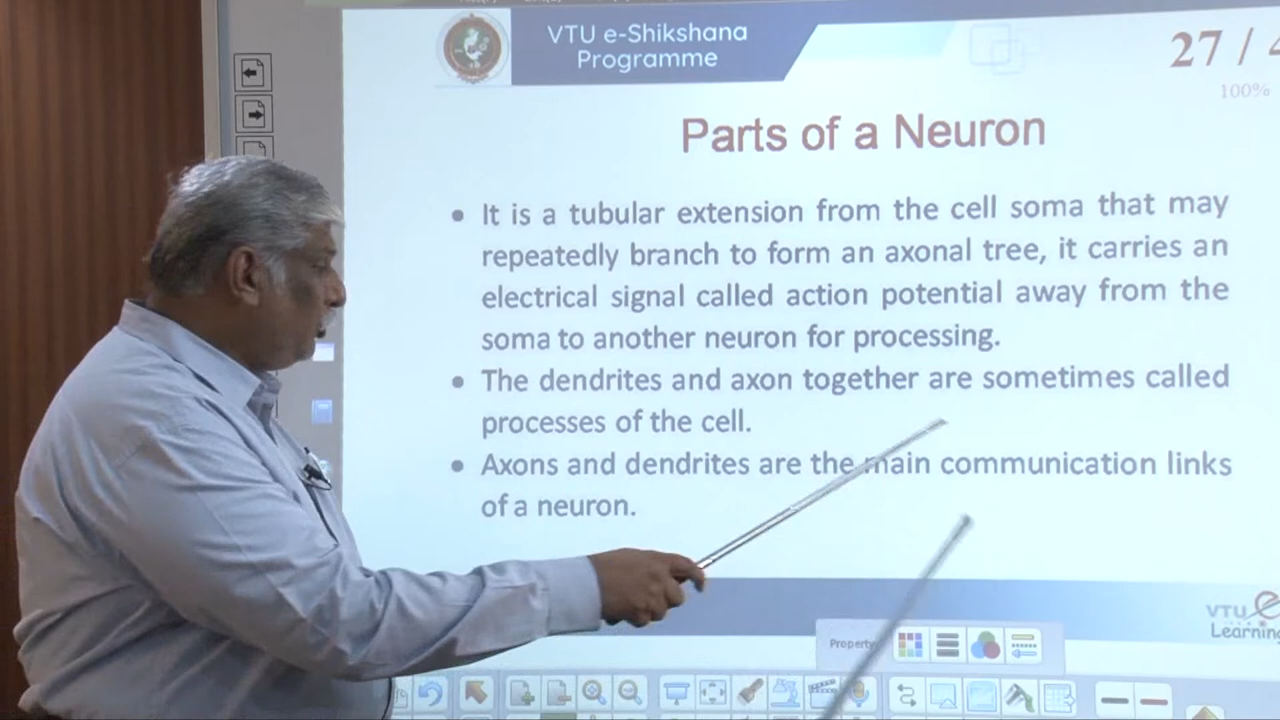 VTU e-Shikshana
Programme
27 / 4
100%
Parts of a Neuron
• It is a tubular extension from the cell soma that may
repeatedly branch to form an axonal tree, it carries an
electrical signal called action potential away from the
soma to another neuron for processing.
• The dendrites and axon together are sometimes called
processes of the cell.
• Axons and dendrites are the main communication links
of a neuron.
VTU e
Learning
Property